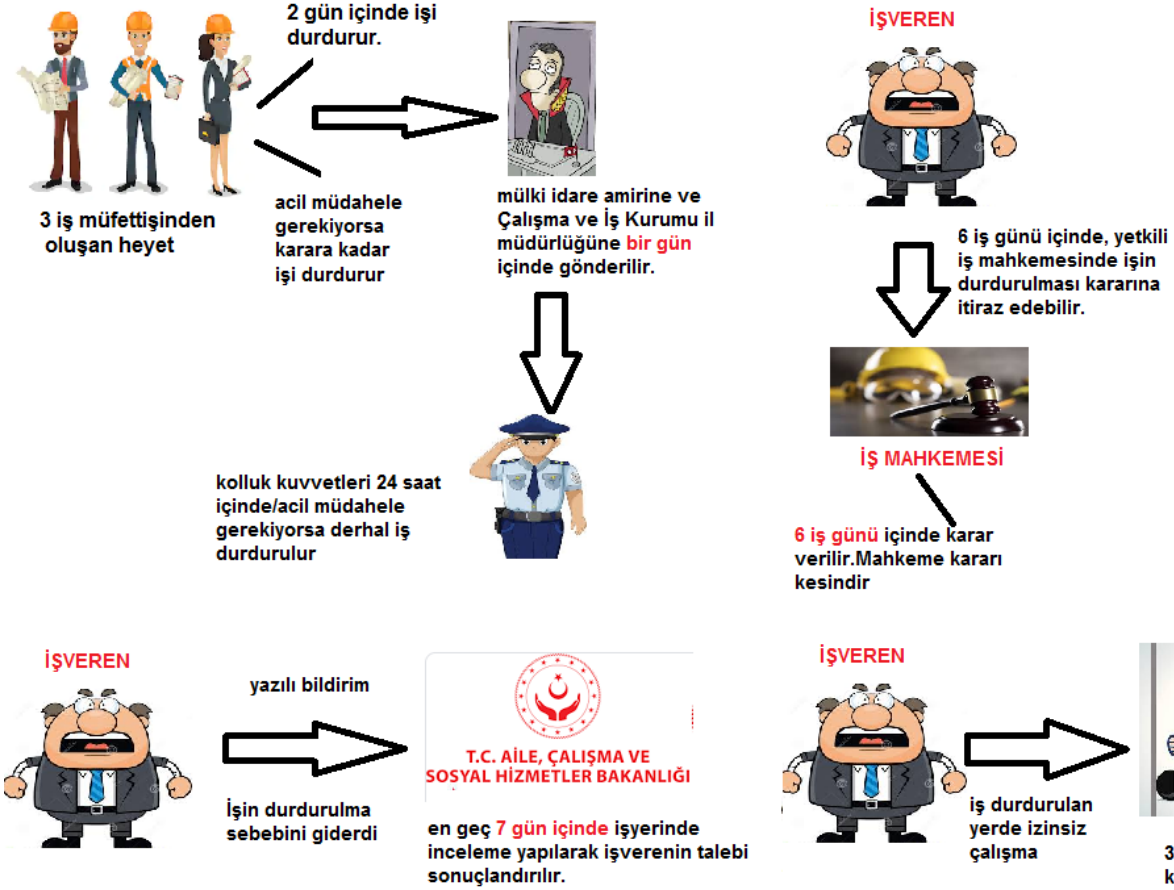 2 gün içinde işi
durdurur.
3 iş müfettişinden
oluşan heyet
acil müdahele
gerekiyorsa
karara kadar
işi durdurur
mülki idare amirine ve
Çalışma ve İş Kurumu il
müdürlüğüne bir gün
içinde gönderilir.
kolluk kuvvetleri 24 saat
içinde/acil müdahele
gerekiyorsa derhal iş
durdurulur
İŞVEREN
6 iş günü içinde, yetkili
iş mahkemesinde işin
durdurulması kararına
itiraz edebilir.
İŞ MAHKEMESİ
6 iş günü içinde karar
verilir.Mahkeme kararı
kesindir
İŞVEREN
yazılı bildirim
İşin durdurulma
sebebini giderdi
T.C. AİLE, ÇALIŞMA VE
SOSYAL HİZMETLER BAKANLIĞI
en geç 7 gün içinde işyerinde
inceleme yapılarak işverenin talebi
sonuçlandırılır.
İŞVEREN
iş durdurulan
yerde izinsiz
çalışma
3
k